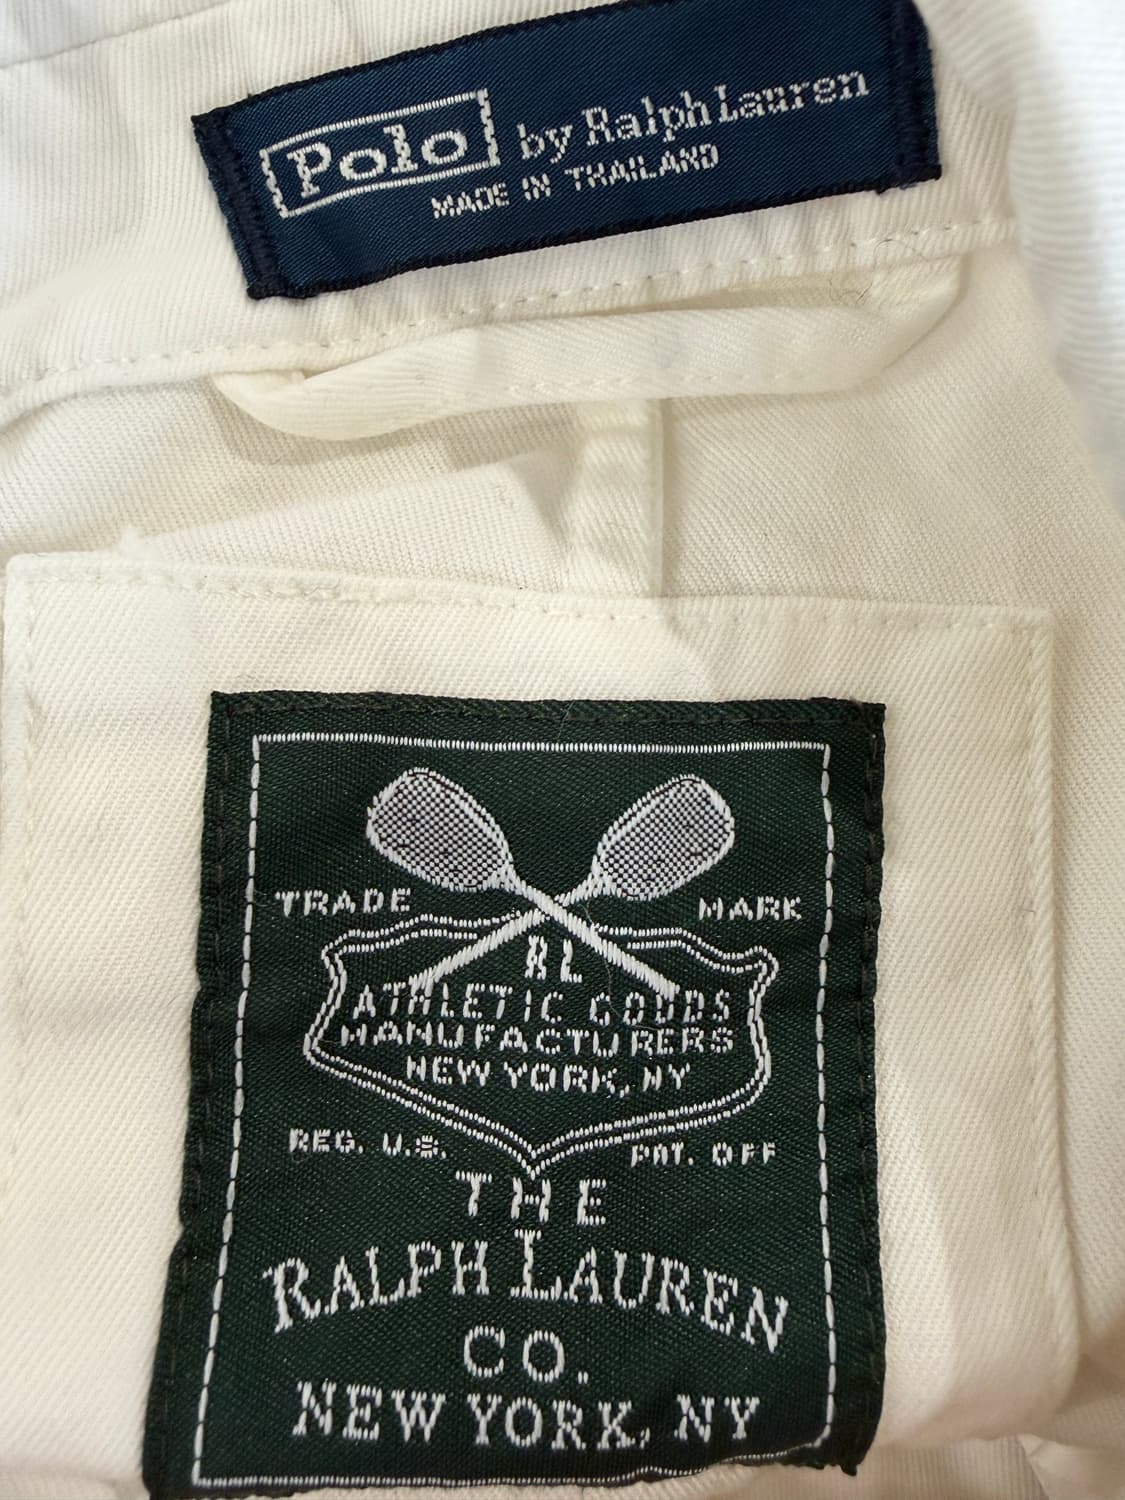 Polo by Ralph Lauren
MADE IN THAILAND
TRADE MARK
RL
ATHLETIC GOODS
MANUFACTURERS
NEW YORK, NY
REG. U.S. PAT. OFF
THE
RALPH LAUREN
CO.
NEW YORK, NY